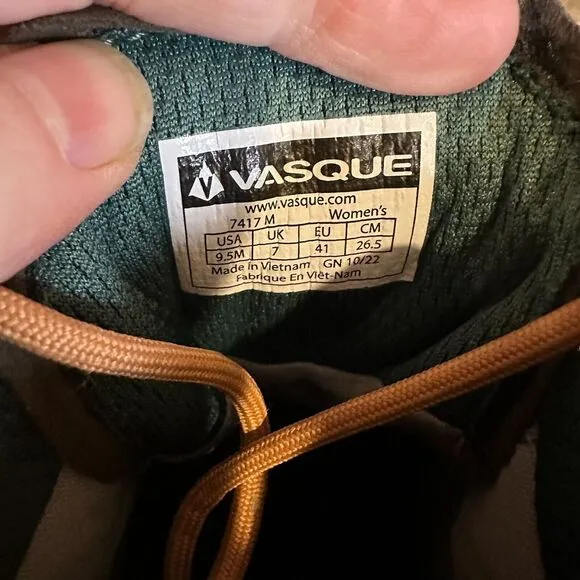 VASQUE
www.vasque.com
7417 M Women's
USA UK EU CM
9.5M 7 41 26.5
Made in Vietnam GN 10/22
Fabrique En Viêt-Nam